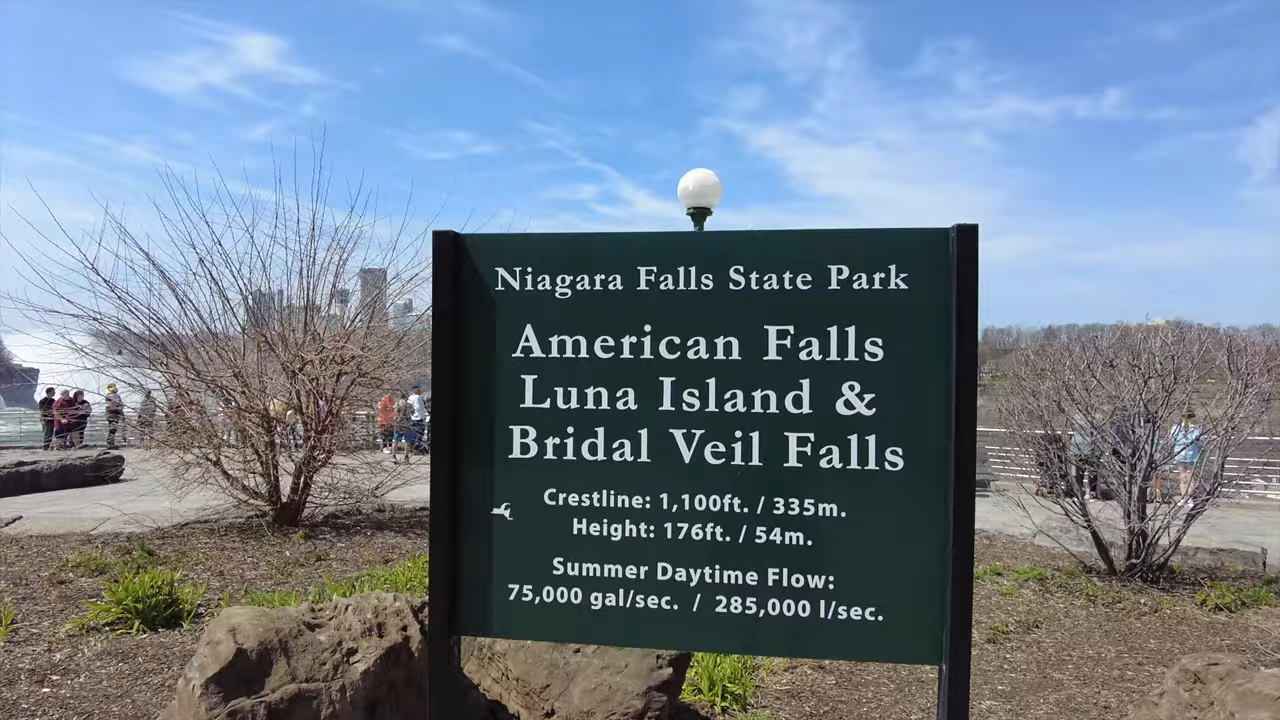 Niagara Falls State Park
American Falls
Luna Island &
Bridal Veil Falls
Crestline: 1,100ft. / 335m.
Height: 176ft. / 54m.
Summer Daytime Flow:
75,000 gal/sec. / 285,000 l/sec.